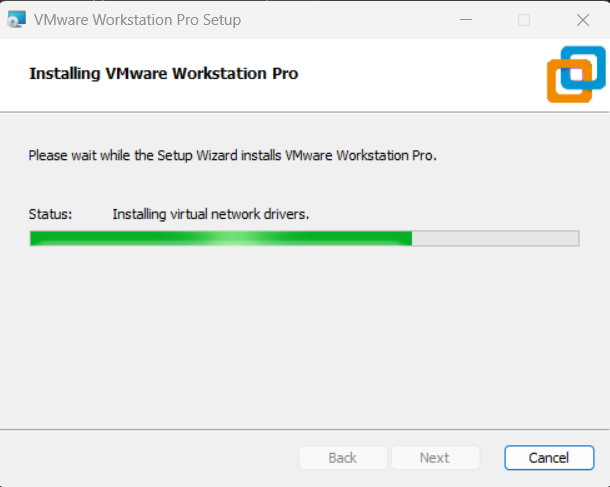 VMware Workstation Pro Setup
Installing VMware Workstation Pro
Please wait while the Setup Wizard installs VMware Workstation Pro.
Status: Installing virtual network drivers.
Back Next Cancel